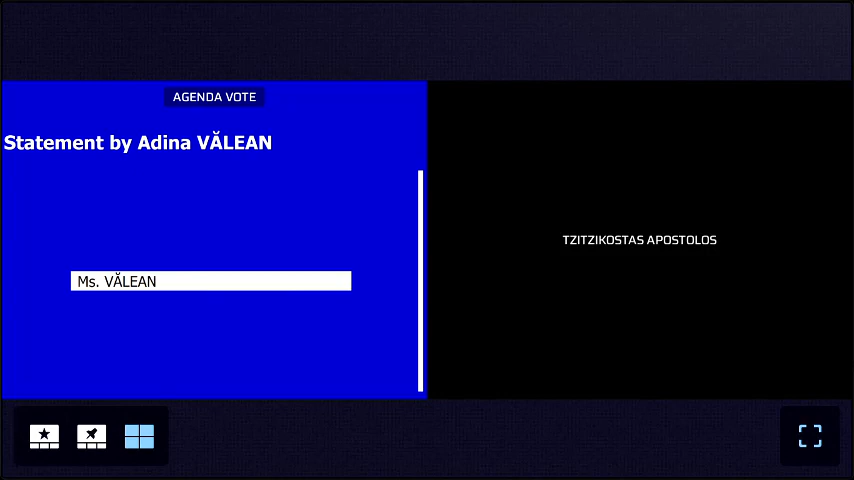 AGENDA VOTE
Statement by Adina VĂLEAN
Ms. VĂLEAN
TZITZIKOSTAS APOSTOLOS